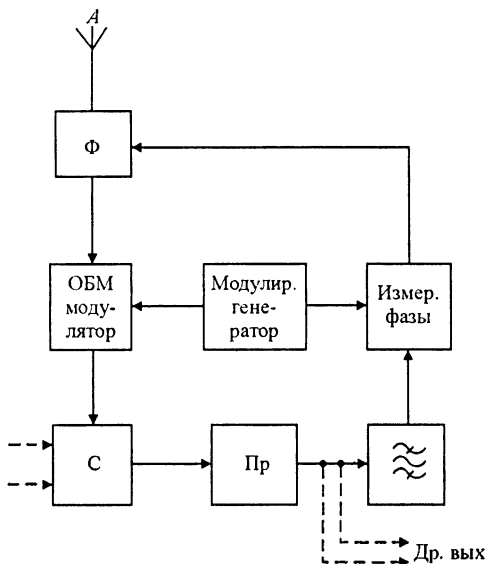 A
Ф
ОБМ
моду-
лятор
Модулир.
гене-
ратор
Измер.
фазы
С
Пр
Др. вых